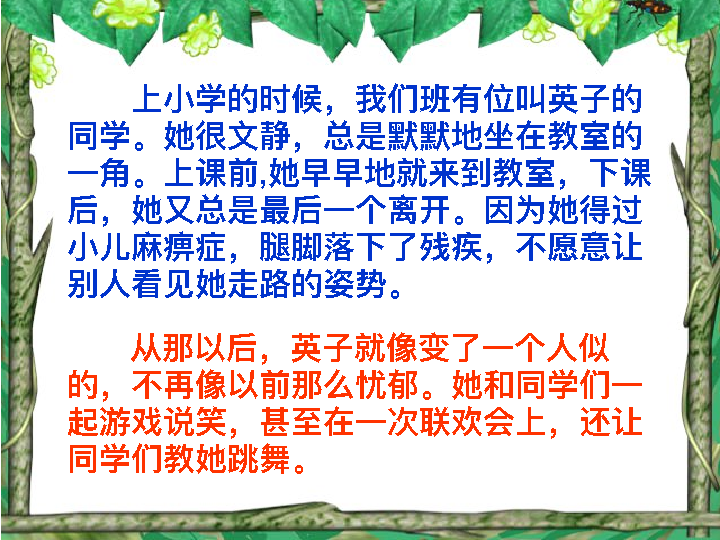 上小学的时候，我们班有位叫英子的
同学。她很文静，总是默默地坐在教室的
一角。上课前,她早早地就来到教室，下课
后，她又总是最后一个离开。因为她得过
小儿麻痹症，腿脚落下了残疾，不愿意让
别人看见她走路的姿势。
从那以后，英子就像变了一个人似
的，不再像以前那么忧郁。她和同学们一
起游戏说笑，甚至在一次联欢会上，还让
同学们教她跳舞。